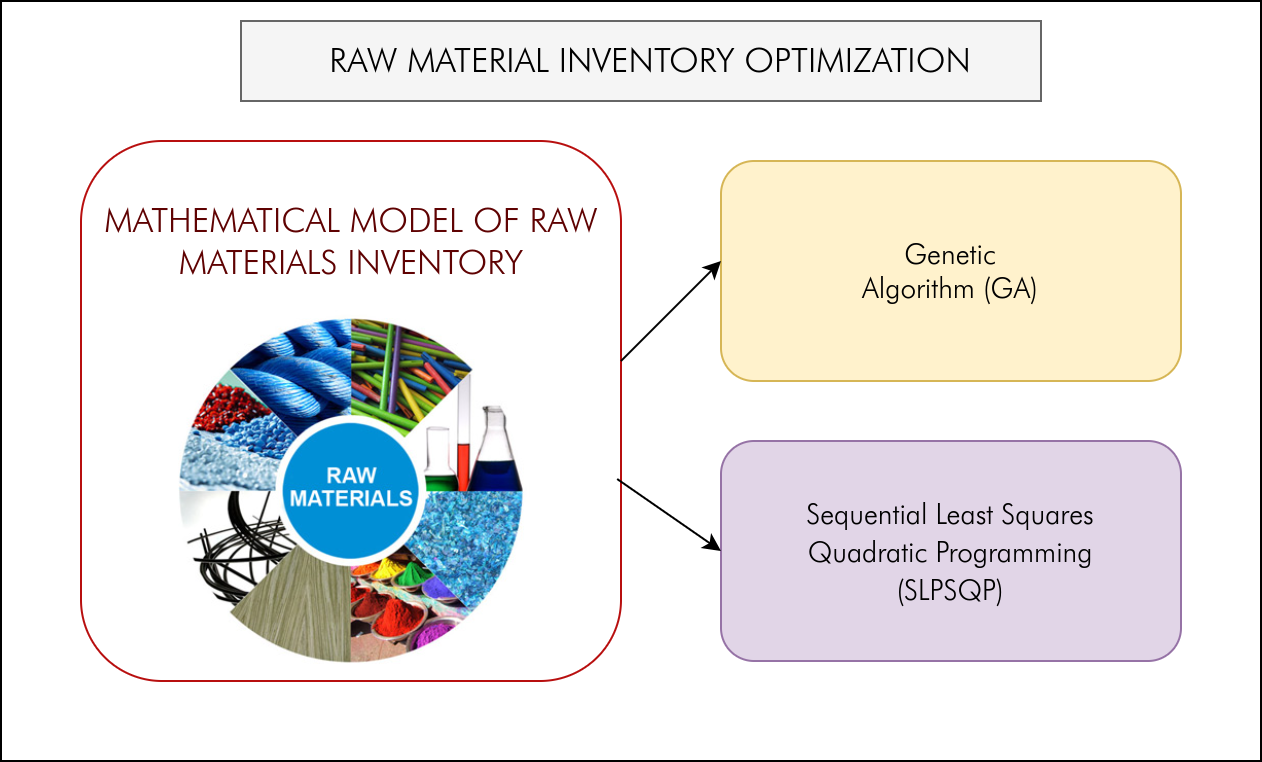 RAW MATERIAL INVENTORY OPTIMIZATION
MATHEMATICAL MODEL OF RAW
MATERIALS INVENTORY
RAW
MATERIALS
Genetic
Algorithm (GA)
Sequential Least Squares
Quadratic Programming
(SLPSQP)